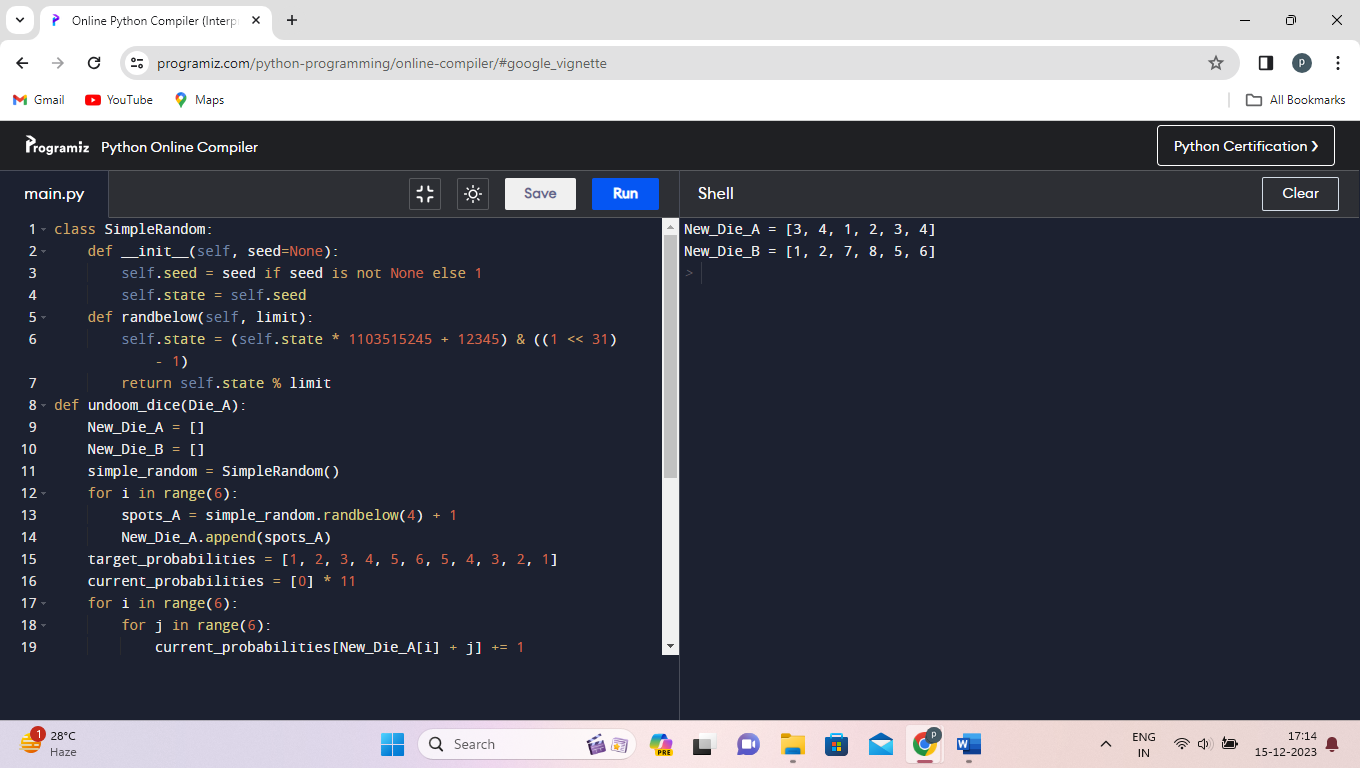 Online Python Compiler (Interp
programiz.com/python-programming/online-compiler/#google_vignette
P
Gmail YouTube Maps All Bookmarks
Programiz Python Online Compiler Python Certification ❯
main.py Save Run Shell Clear
1 class SimpleRandom:
2 def __init__(self, seed=None):
3 self.seed = seed if seed is not None else 1
4 self.state = self.seed
5 def randbelow(self, limit):
6 self.state = (self.state * 1103515245 + 12345) & ((1 << 31)
- 1)
7 return self.state % limit
8 def undoom_dice(Die_A):
9 New_Die_A = []
10 New_Die_B = []
11 simple_random = SimpleRandom()
12 for i in range(6):
13 spots_A = simple_random.randbelow(4) + 1
14 New_Die_A.append(spots_A)
15 target_probabilities = [1, 2, 3, 4, 5, 6, 5, 4, 3, 2, 1]
16 current_probabilities = [0] * 11
17 for i in range(6):
18 for j in range(6):
19 current_probabilities[New_Die_A[i] + j] += 1
New_Die_A = [3, 4, 1, 2, 3, 4]
New_Die_B = [1, 2, 7, 8, 5, 6]
>
1
28°C
Haze
Search
PRE
P
W
ENG
IN
17:14
15-12-2023